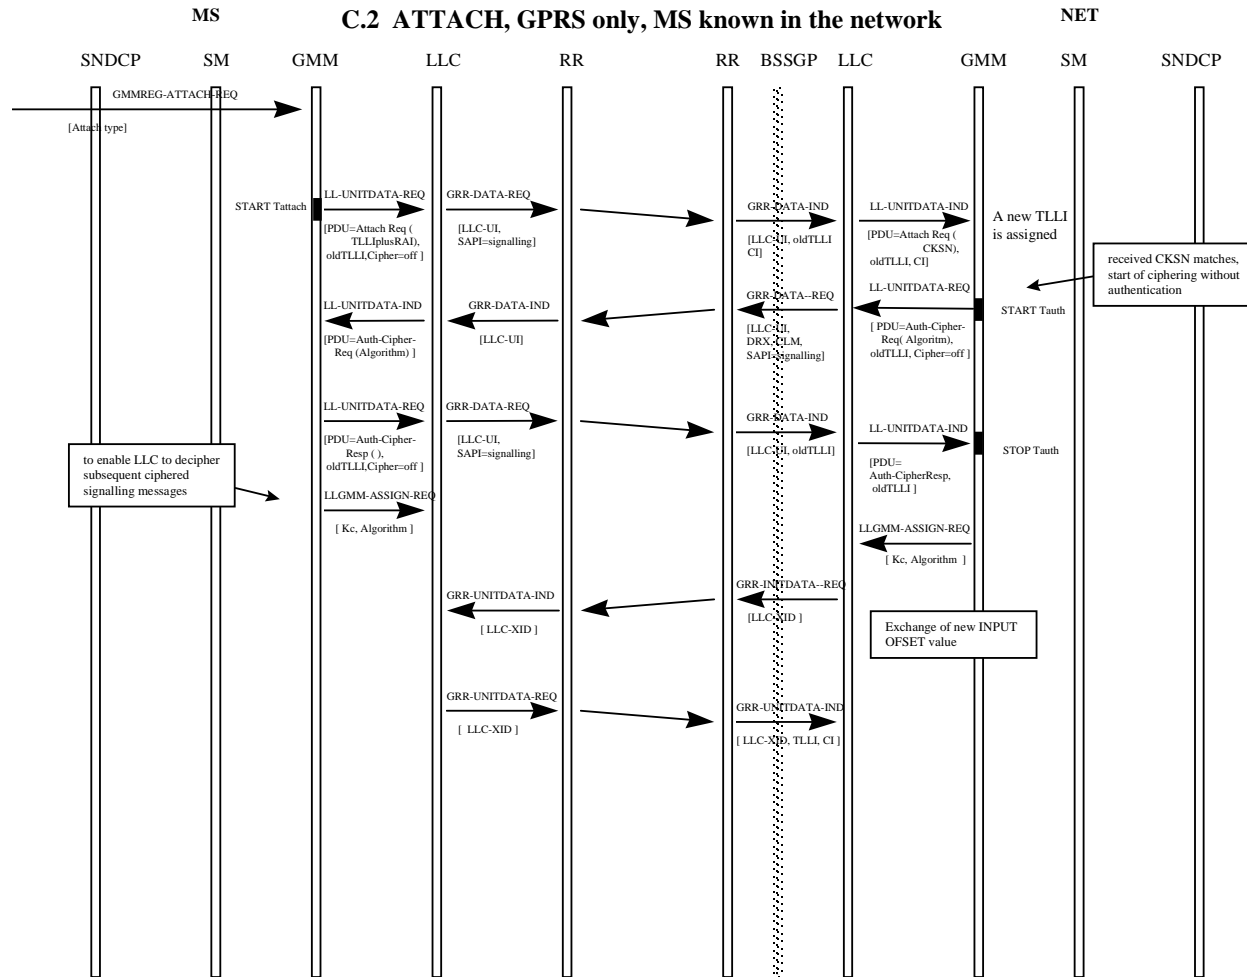 MS
C.2 ATTACH, GPRS only, MS known in the network
NET
SNDCP SM GMM LLC RR RR BSSGP LLC GMM SM SNDCP
GMMREG-ATTACH-REQ
[Attach type]
START Tattach
LL-UNITDATA-REQ
[PDU=Attach Req (
TLLIplusRAI),
oldTLLI,Cipher=off ]
GRR-DATA-REQ
[LLC-UI,
SAPI=signalling]
GRR-DATA-IND
[LLC-UI, oldTLLI
CI]
LL-UNITDATA-IND
[PDU=Attach Req (
CKSN),
oldTLLI, CI]
A new TLLI
is assigned
received CKSN matches,
start of ciphering without
authentication
LL-UNITDATA-IND
[PDU=Auth-Cipher-
Req (Algorithm) ]
GRR-DATA-IND
[LLC-UI]
GRR-DATA--REQ
[LLC-UI,
DRX, CLM,
SAPI=signalling]
LL-UNITDATA-REQ
[ PDU=Auth-Cipher-
Req( Algoritm),
oldTLLI, Cipher=off ]
START Tauth
LL-UNITDATA-REQ
[PDU=Auth-Cipher-
Resp ( ),
oldTLLI,Cipher=off ]
GRR-DATA-REQ
[LLC-UI,
SAPI=signalling]
GRR-DATA-IND
[LLC-UI, oldTLLI]
LL-UNITDATA-IND
[PDU=
Auth-CipherResp,
oldTLLI ]
STOP Tauth
to enable LLC to decipher
subsequent ciphered
signalling messages
LLGMM-ASSIGN-REQ
[ Kc, Algorithm ]
LLGMM-ASSIGN-REQ
[ Kc, Algorithm ]
GRR-UNITDATA-IND
[ LLC-XID ]
GRR-INITDATA--REQ
[LLC-XID ]
Exchange of new INPUT
OFSET value
GRR-UNITDATA-REQ
[ LLC-XID ]
GRR-UNITDATA-IND
[ LLC-XID, TLLI, CI ]